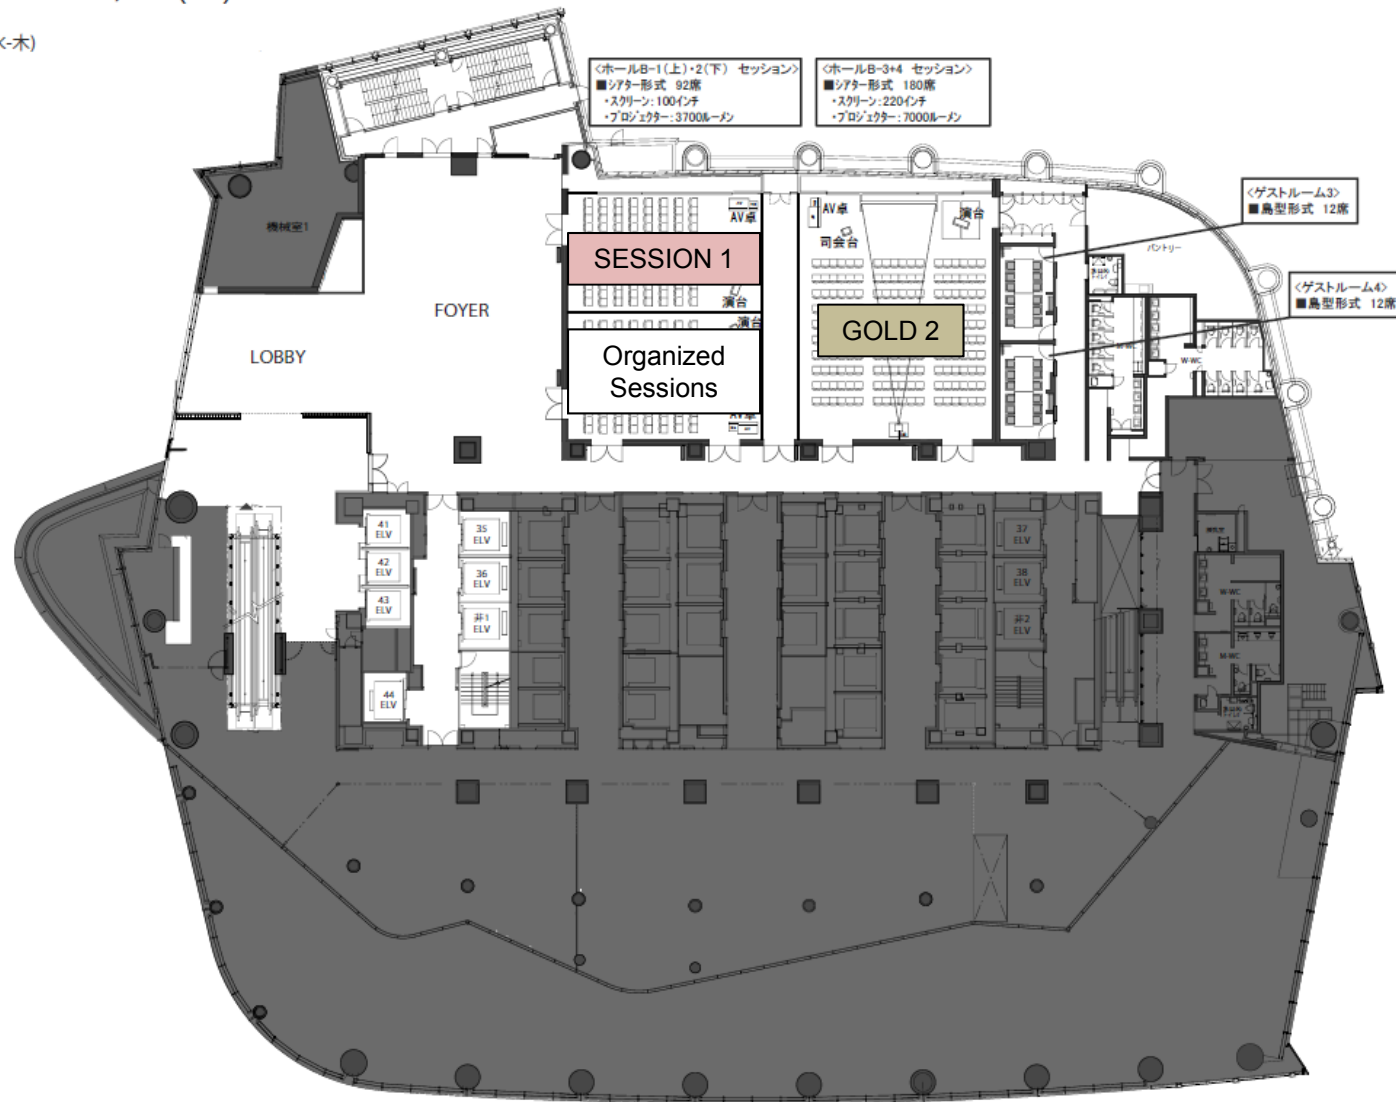 -木)
<ホールB-1(上)・2(下) セッション>
■シアター形式 92席
・スクリーン:100インチ
・プロジェクター:3700ルーメン
<ホールB-3+4 セッション>
■シアター形式 180席
・スクリーン:220インチ
・プロジェクター:7000ルーメン
<ゲストルーム3>
■島型形式 12席
<ゲストルーム4>
■島型形式 12席
機械室1
AV卓
SESSION 1
演台
演台
Organized
Sessions
AV卓
AV卓
演台
司会台
GOLD 2
パントリー
W-WC
FOYER
LOBBY
41
ELV
42
ELV
43
ELV
44
ELV
35
ELV
36
ELV
非1
ELV
37
ELV
38
ELV
非2
ELV
W-WC
M-WC